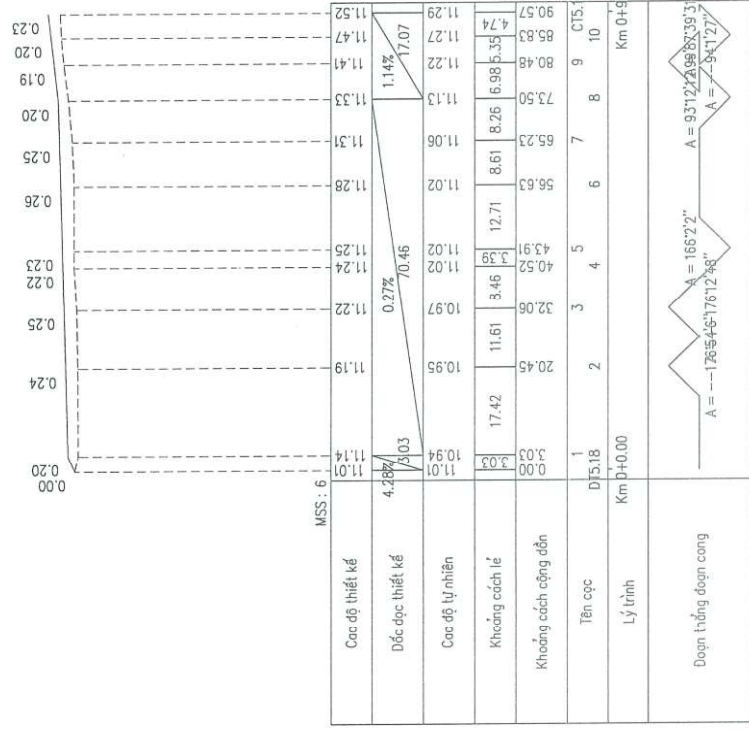 0.00 0.20 0.24 0.25 0.22 0.23 0.26 0.25 0.20 0.19 0.20 0.23
MSS : 6
Cao độ thiết kế 11.01 11.14 11.19 11.22 11.24 11.25 11.28 11.31 11.33 11.41 11.47 11.52
Dốc dọc thiết kế 4.28% 3.03 0.27% 70.46 1.14% 17.07
Cao độ tự nhiên 11.01 10.94 10.95 10.97 11.02 11.02 11.02 11.06 11.13 11.22 11.27 11.29
Khoảng cách lẻ 3.03 17.42 11.61 8.46 3.39 12.71 8.61 8.26 6.98 5.35 4.74
Khoảng cách cộng dồn 0.00 3.03 20.45 32.06 40.52 43.91 56.63 65.23 73.50 80.48 85.83 90.57
Tên cọc DT5.18 1 2 3 4 5 6 7 8 9 10 CT5.1
Lý trình Km 0+0.00 Km 0+9
Đoạn thẳng đoạn cong A = 166°2'2"